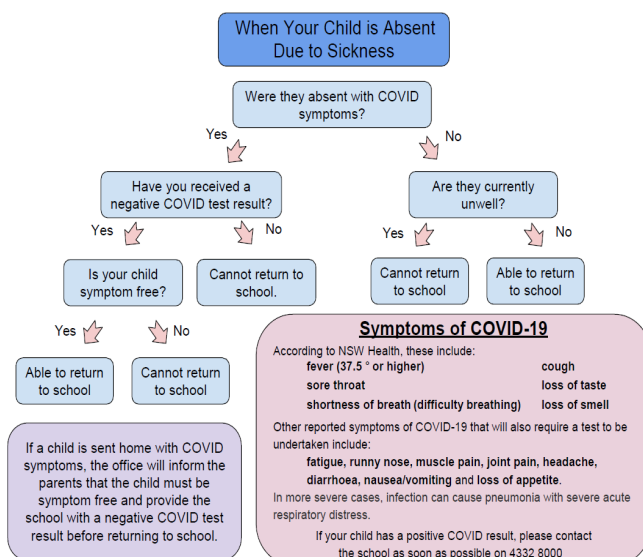 When Your Child is Absent
Due to Sickness
Were they absent with COVID
symptoms?
Yes
No
Have you received a
negative COVID test result?
Are they currently
unwell?
Yes
No
Yes
No
Is your child
symptom free?
Cannot return to
school.
Cannot return
to school
Able to return
to school
Yes
No
Able to return
to school
Cannot return
to school
If a child is sent home with COVID
symptoms, the office will inform the
parents that the child must be
symptom free and provide the
school with a negative COVID test
result before returning to school.
Symptoms of COVID-19
According to NSW Health, these include:
fever (37.5 ° or higher) cough
sore throat loss of taste
shortness of breath (difficulty breathing) loss of smell
Other reported symptoms of COVID-19 that will also require a test to be
undertaken include:
fatigue, runny nose, muscle pain, joint pain, headache,
diarrhoea, nausea/vomiting and loss of appetite.
In more severe cases, infection can cause pneumonia with severe acute
respiratory distress.
If your child has a positive COVID result, please contact
the school as soon as possible on 4332 8000